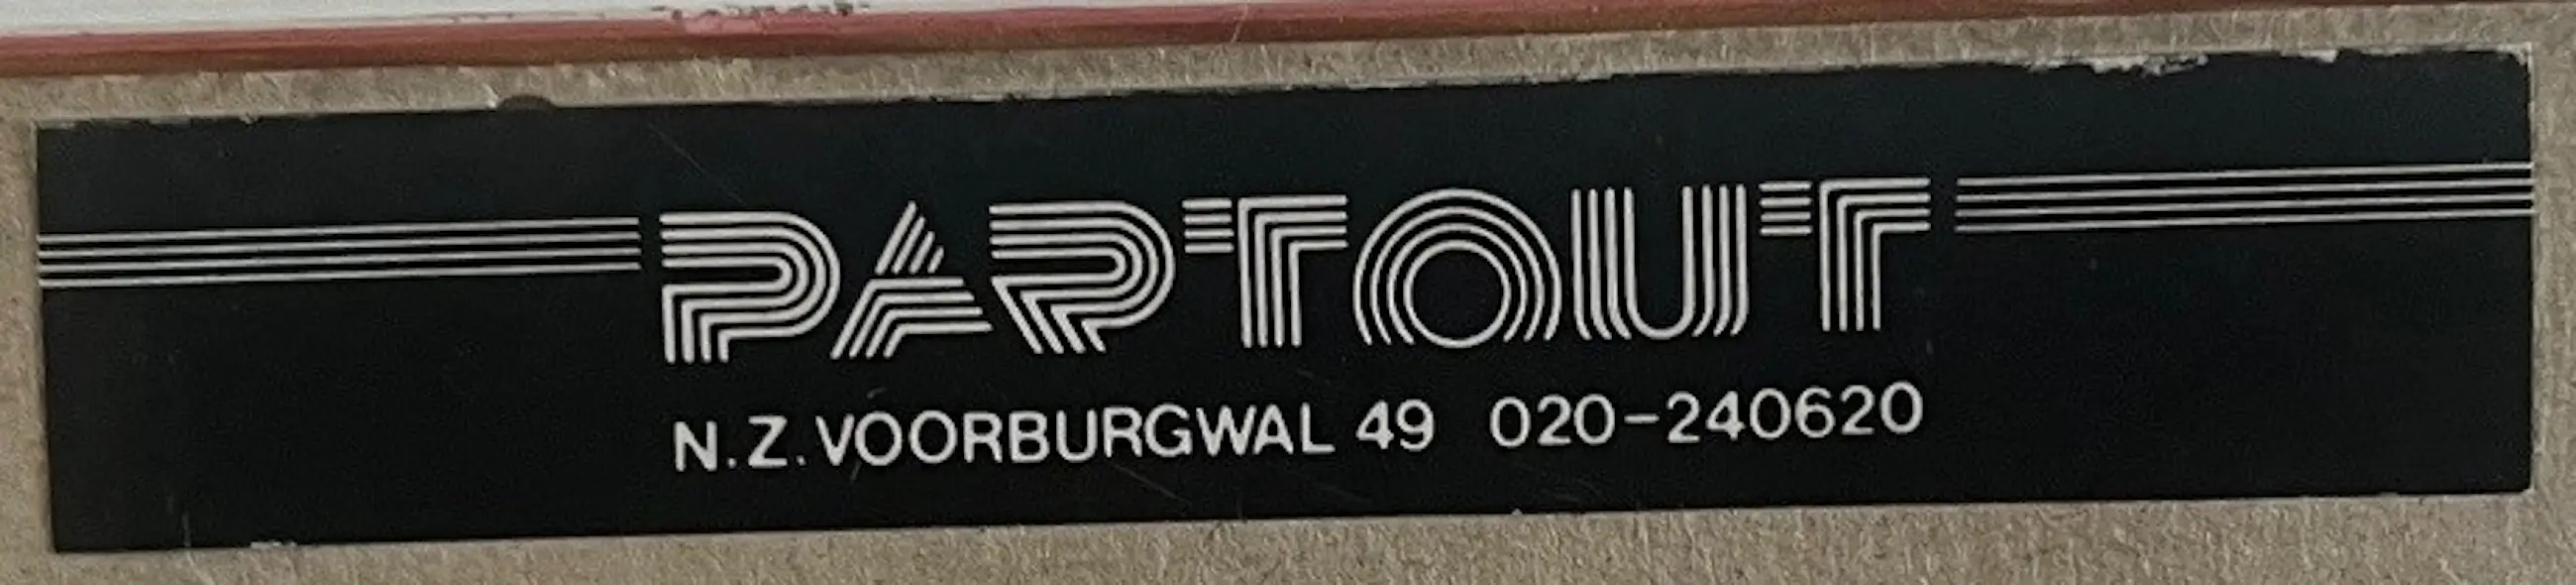 PARTOUT
N.Z. VOORBURGWAL 49 020-240620